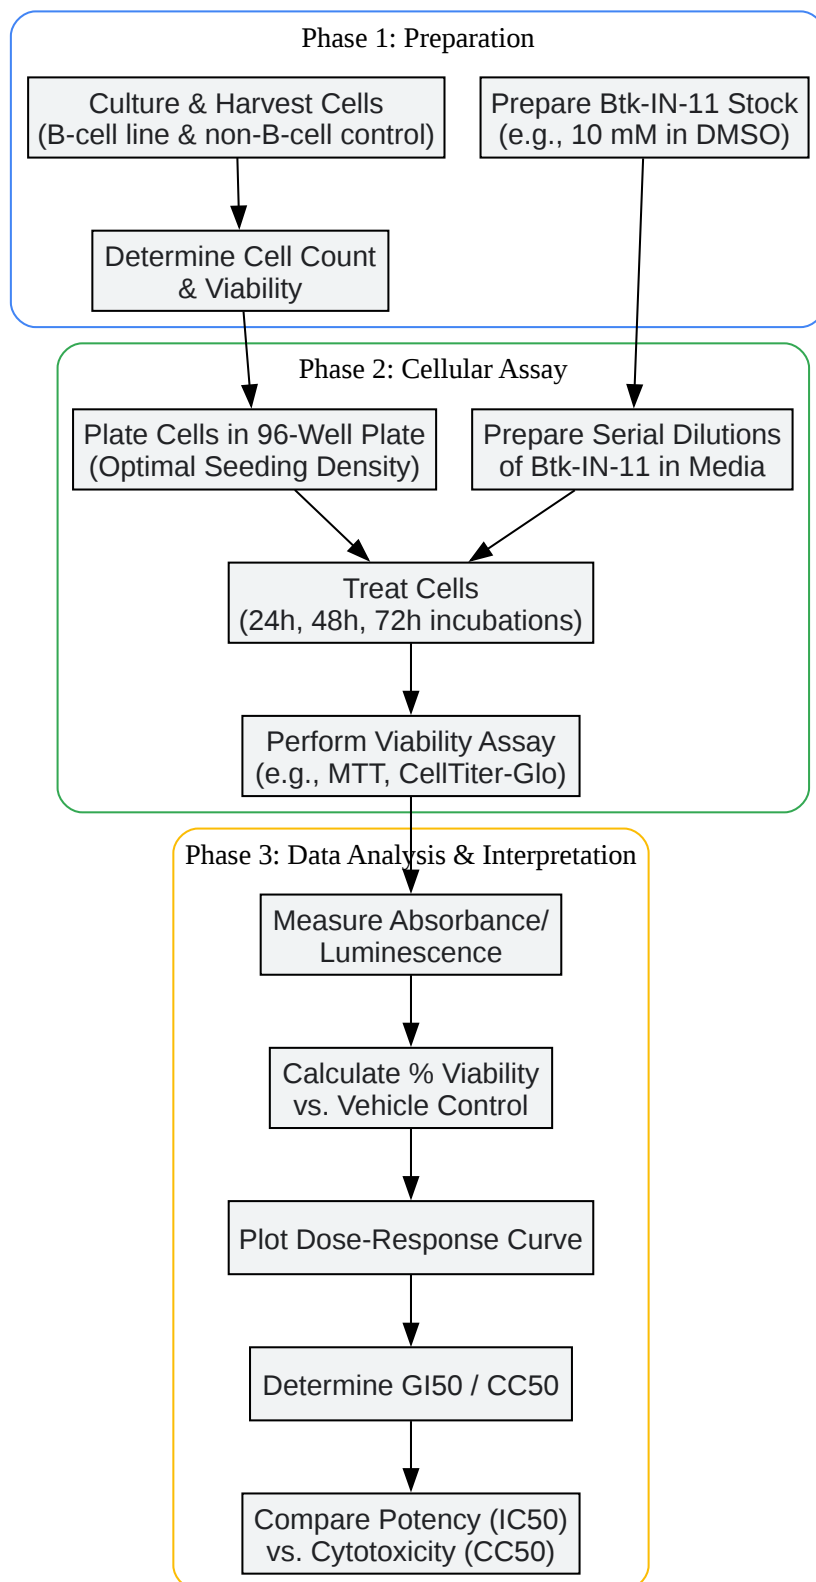 Phase 1: Preparation
Culture & Harvest Cells
(B-cell line & non-B-cell control)
Prepare Btk-IN-11 Stock
(e.g., 10 mM in DMSO)
Determine Cell Count
& Viability
Phase 2: Cellular Assay
Plate Cells in 96-Well Plate
(Optimal Seeding Density)
Prepare Serial Dilutions
of Btk-IN-11 in Media
Treat Cells
(24h, 48h, 72h incubations)
Perform Viability Assay
(e.g., MTT, CellTiter-Glo)
Phase 3: Data Analysis & Interpretation
Measure Absorbance/
Luminescence
Calculate % Viability
vs. Vehicle Control
Plot Dose-Response Curve
Determine GI50 / CC50
Compare Potency (IC50)
vs. Cytotoxicity (CC50)